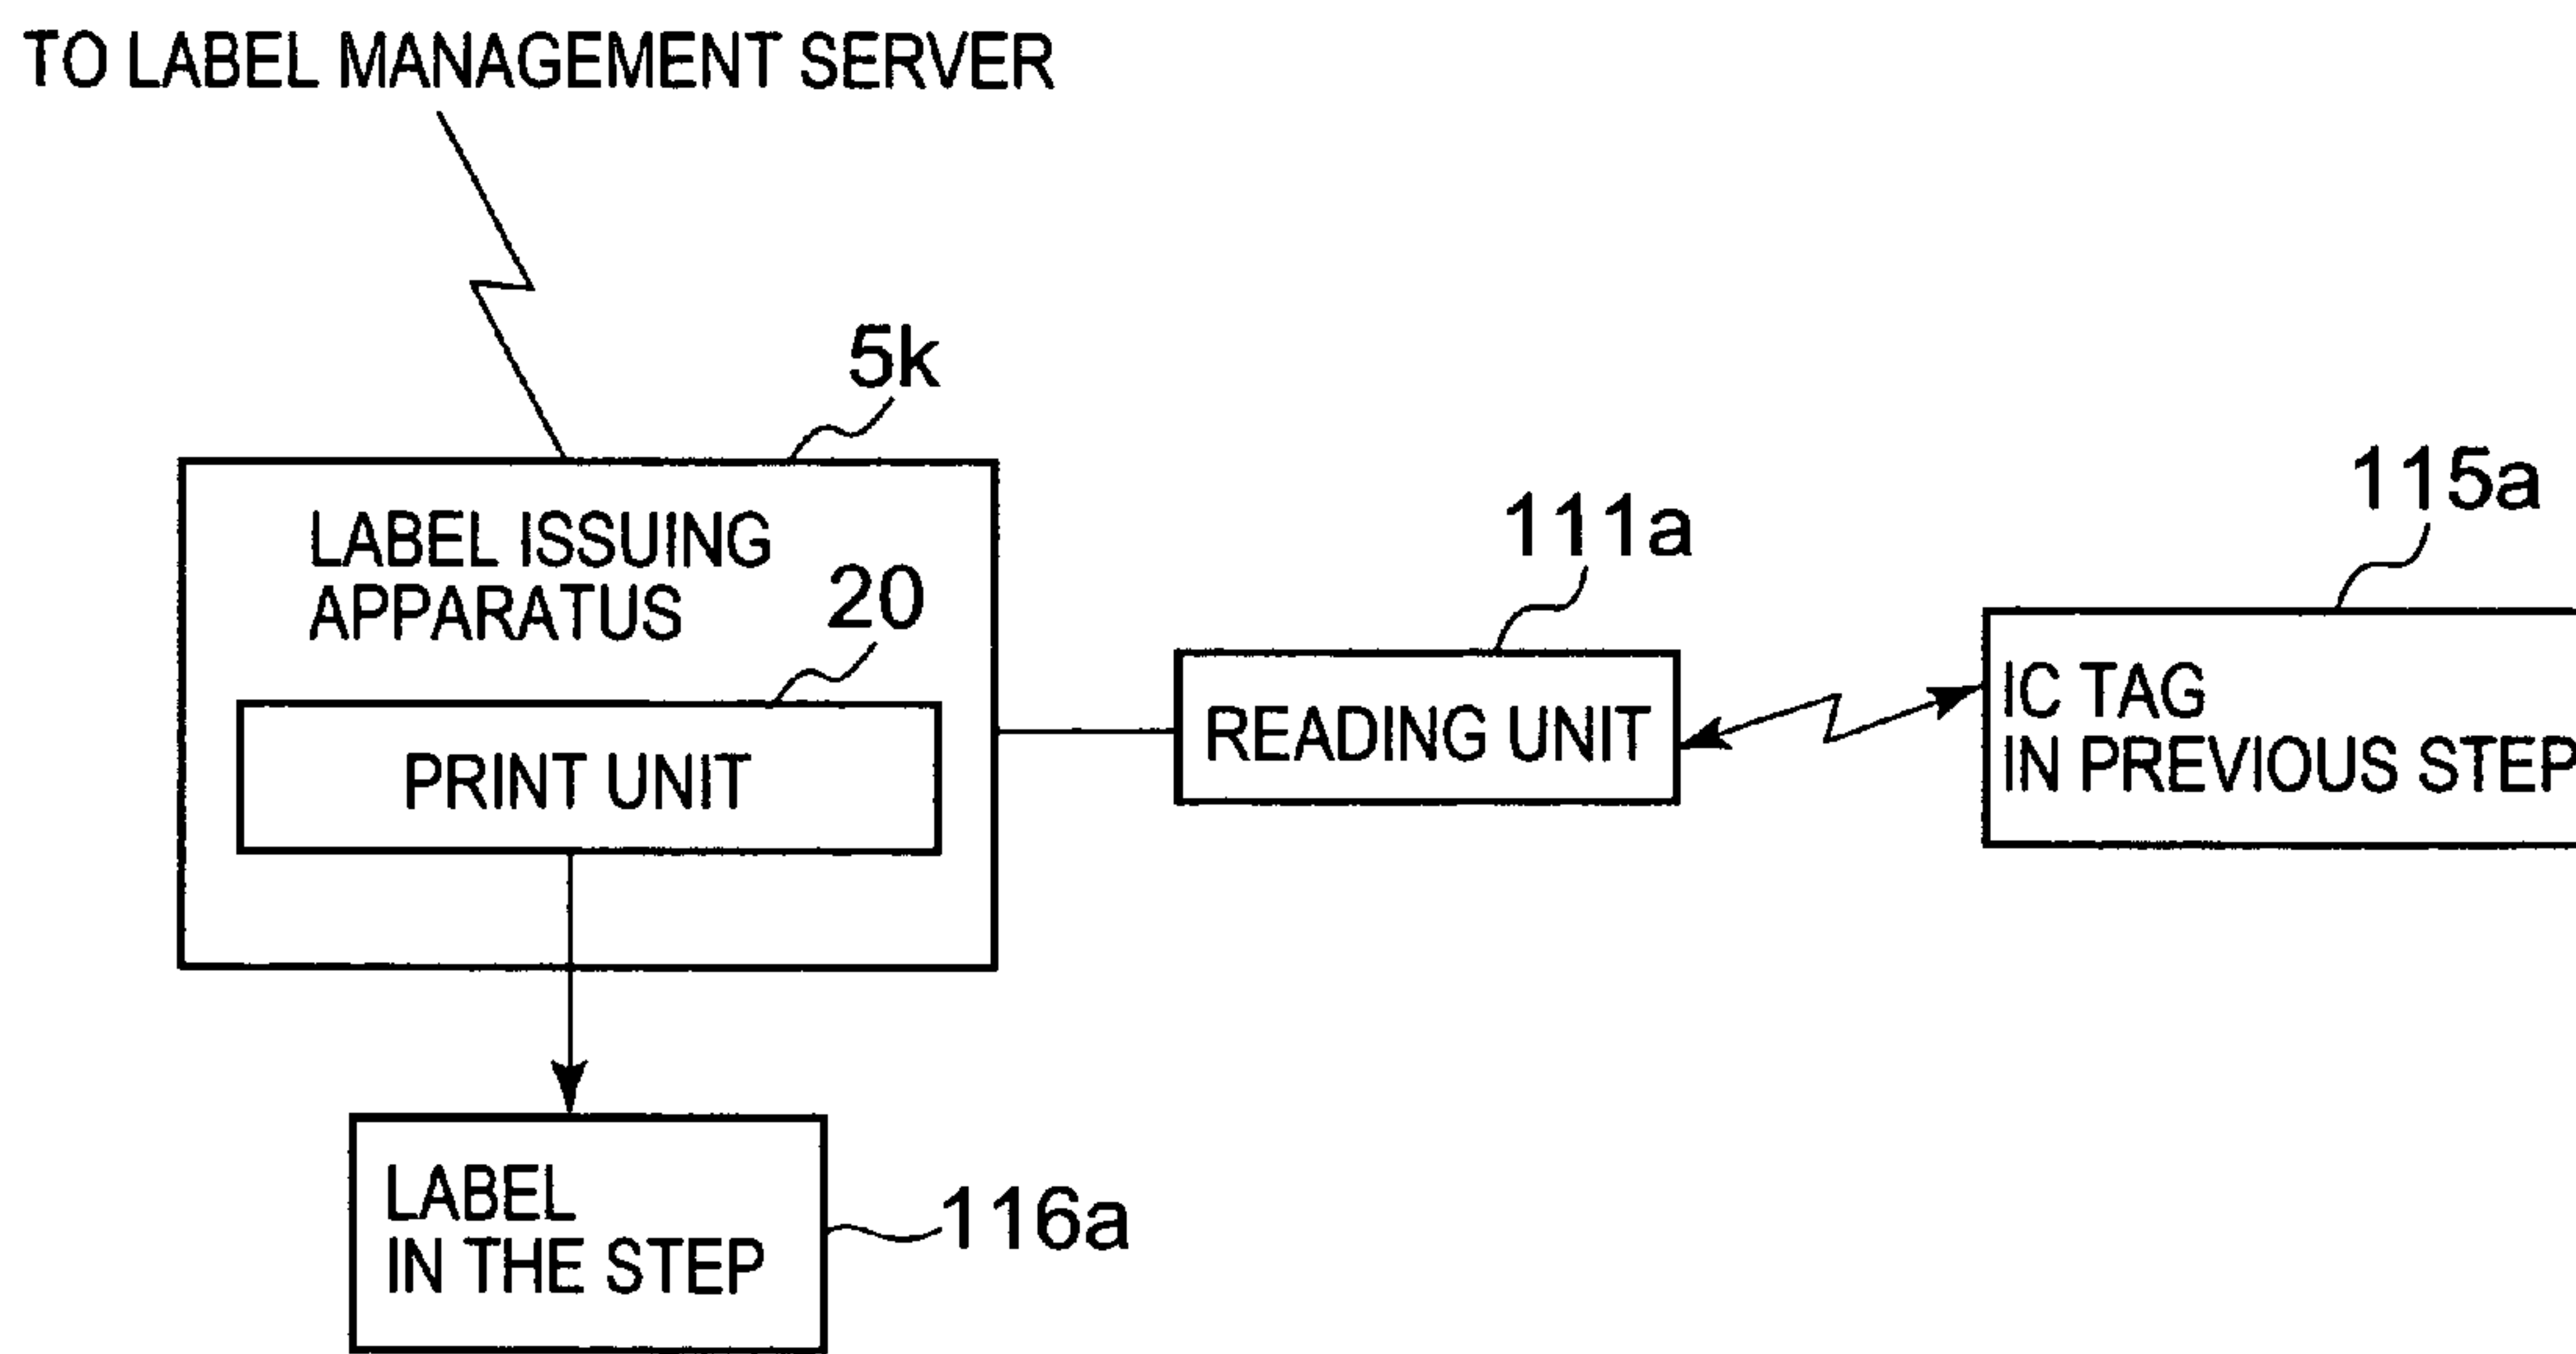 TO LABEL MANAGEMENT SERVER
5k
LABEL ISSUING
APPARATUS
20
PRINT UNIT
111a
READING UNIT
115a
IC TAG
IN PREVIOUS STEP
LABEL
IN THE STEP
116a